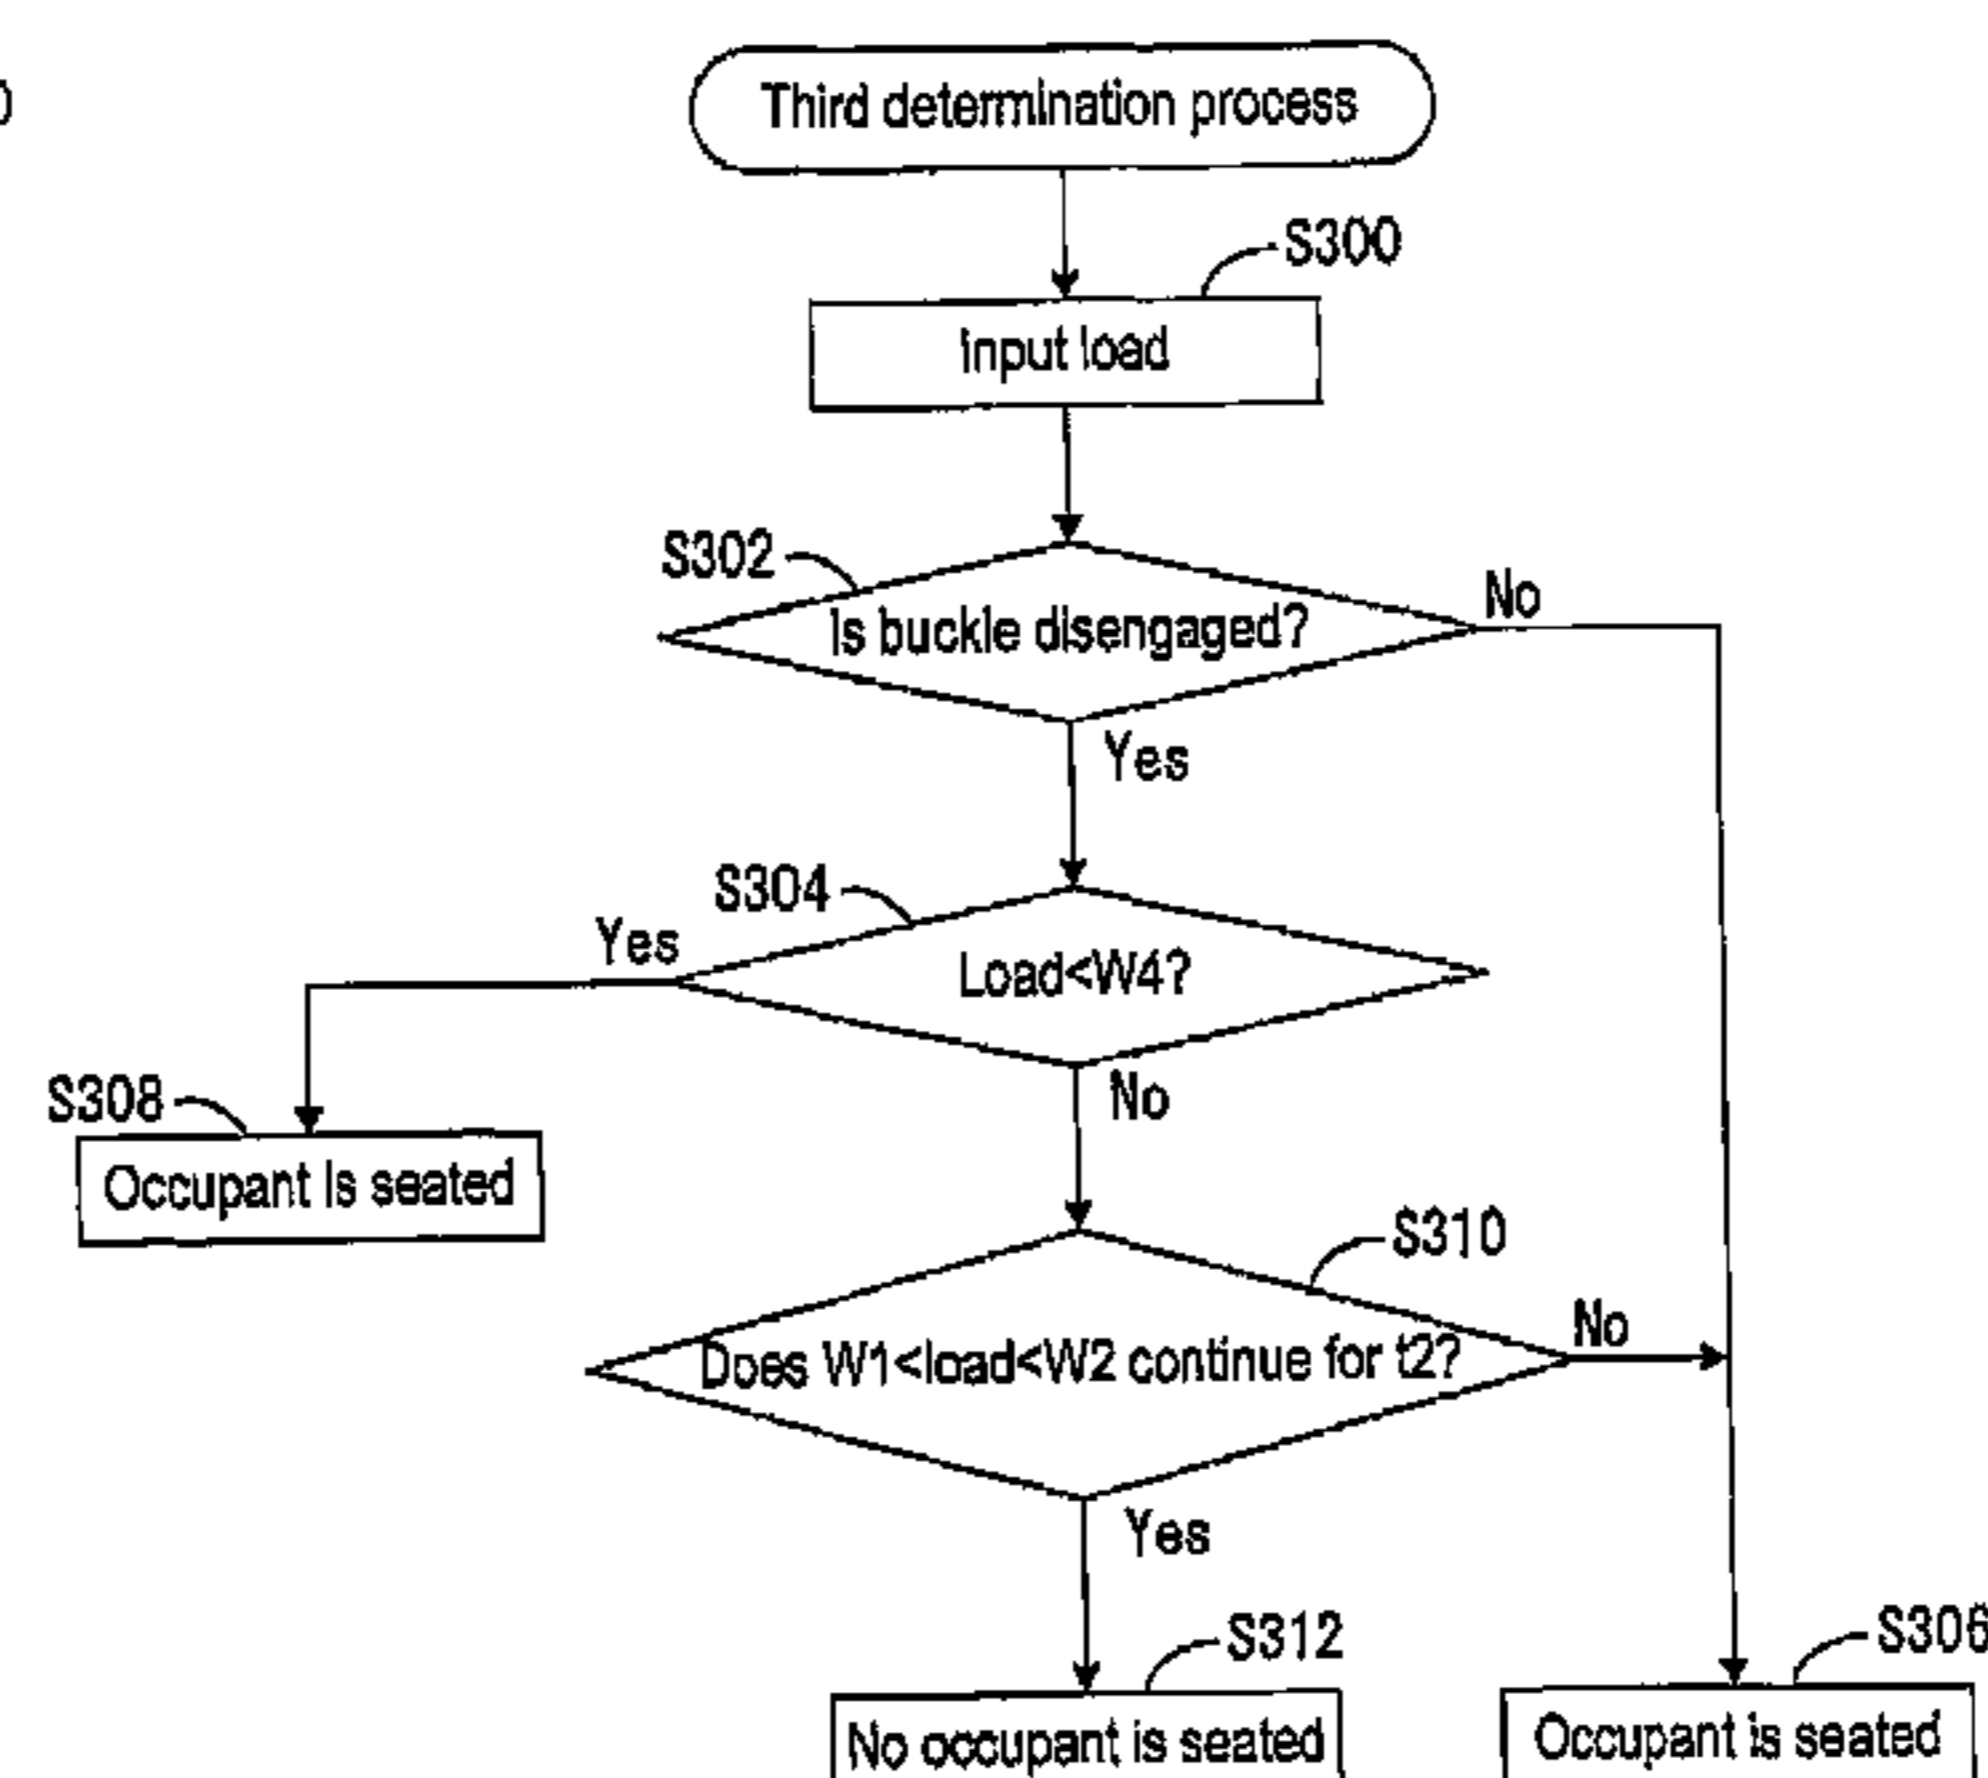 Third determination process
S300
Input load
S302
Is buckle disengaged?
No
Yes
S304
Yes
Load<W4?
No
S308
Occupant is seated
S310
Does W1<load<W2 continue for t2?
No
Yes
S312
No occupant is seated
S306
Occupant is seated